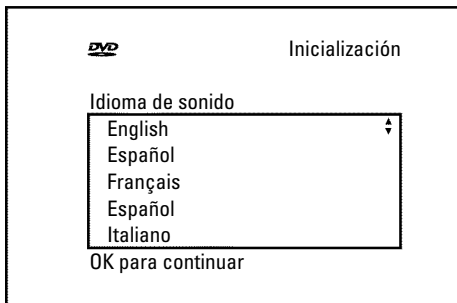 DVD
Inicialización
Idioma de sonido
English
Español
Français
Español
Italiano
OK para continuar